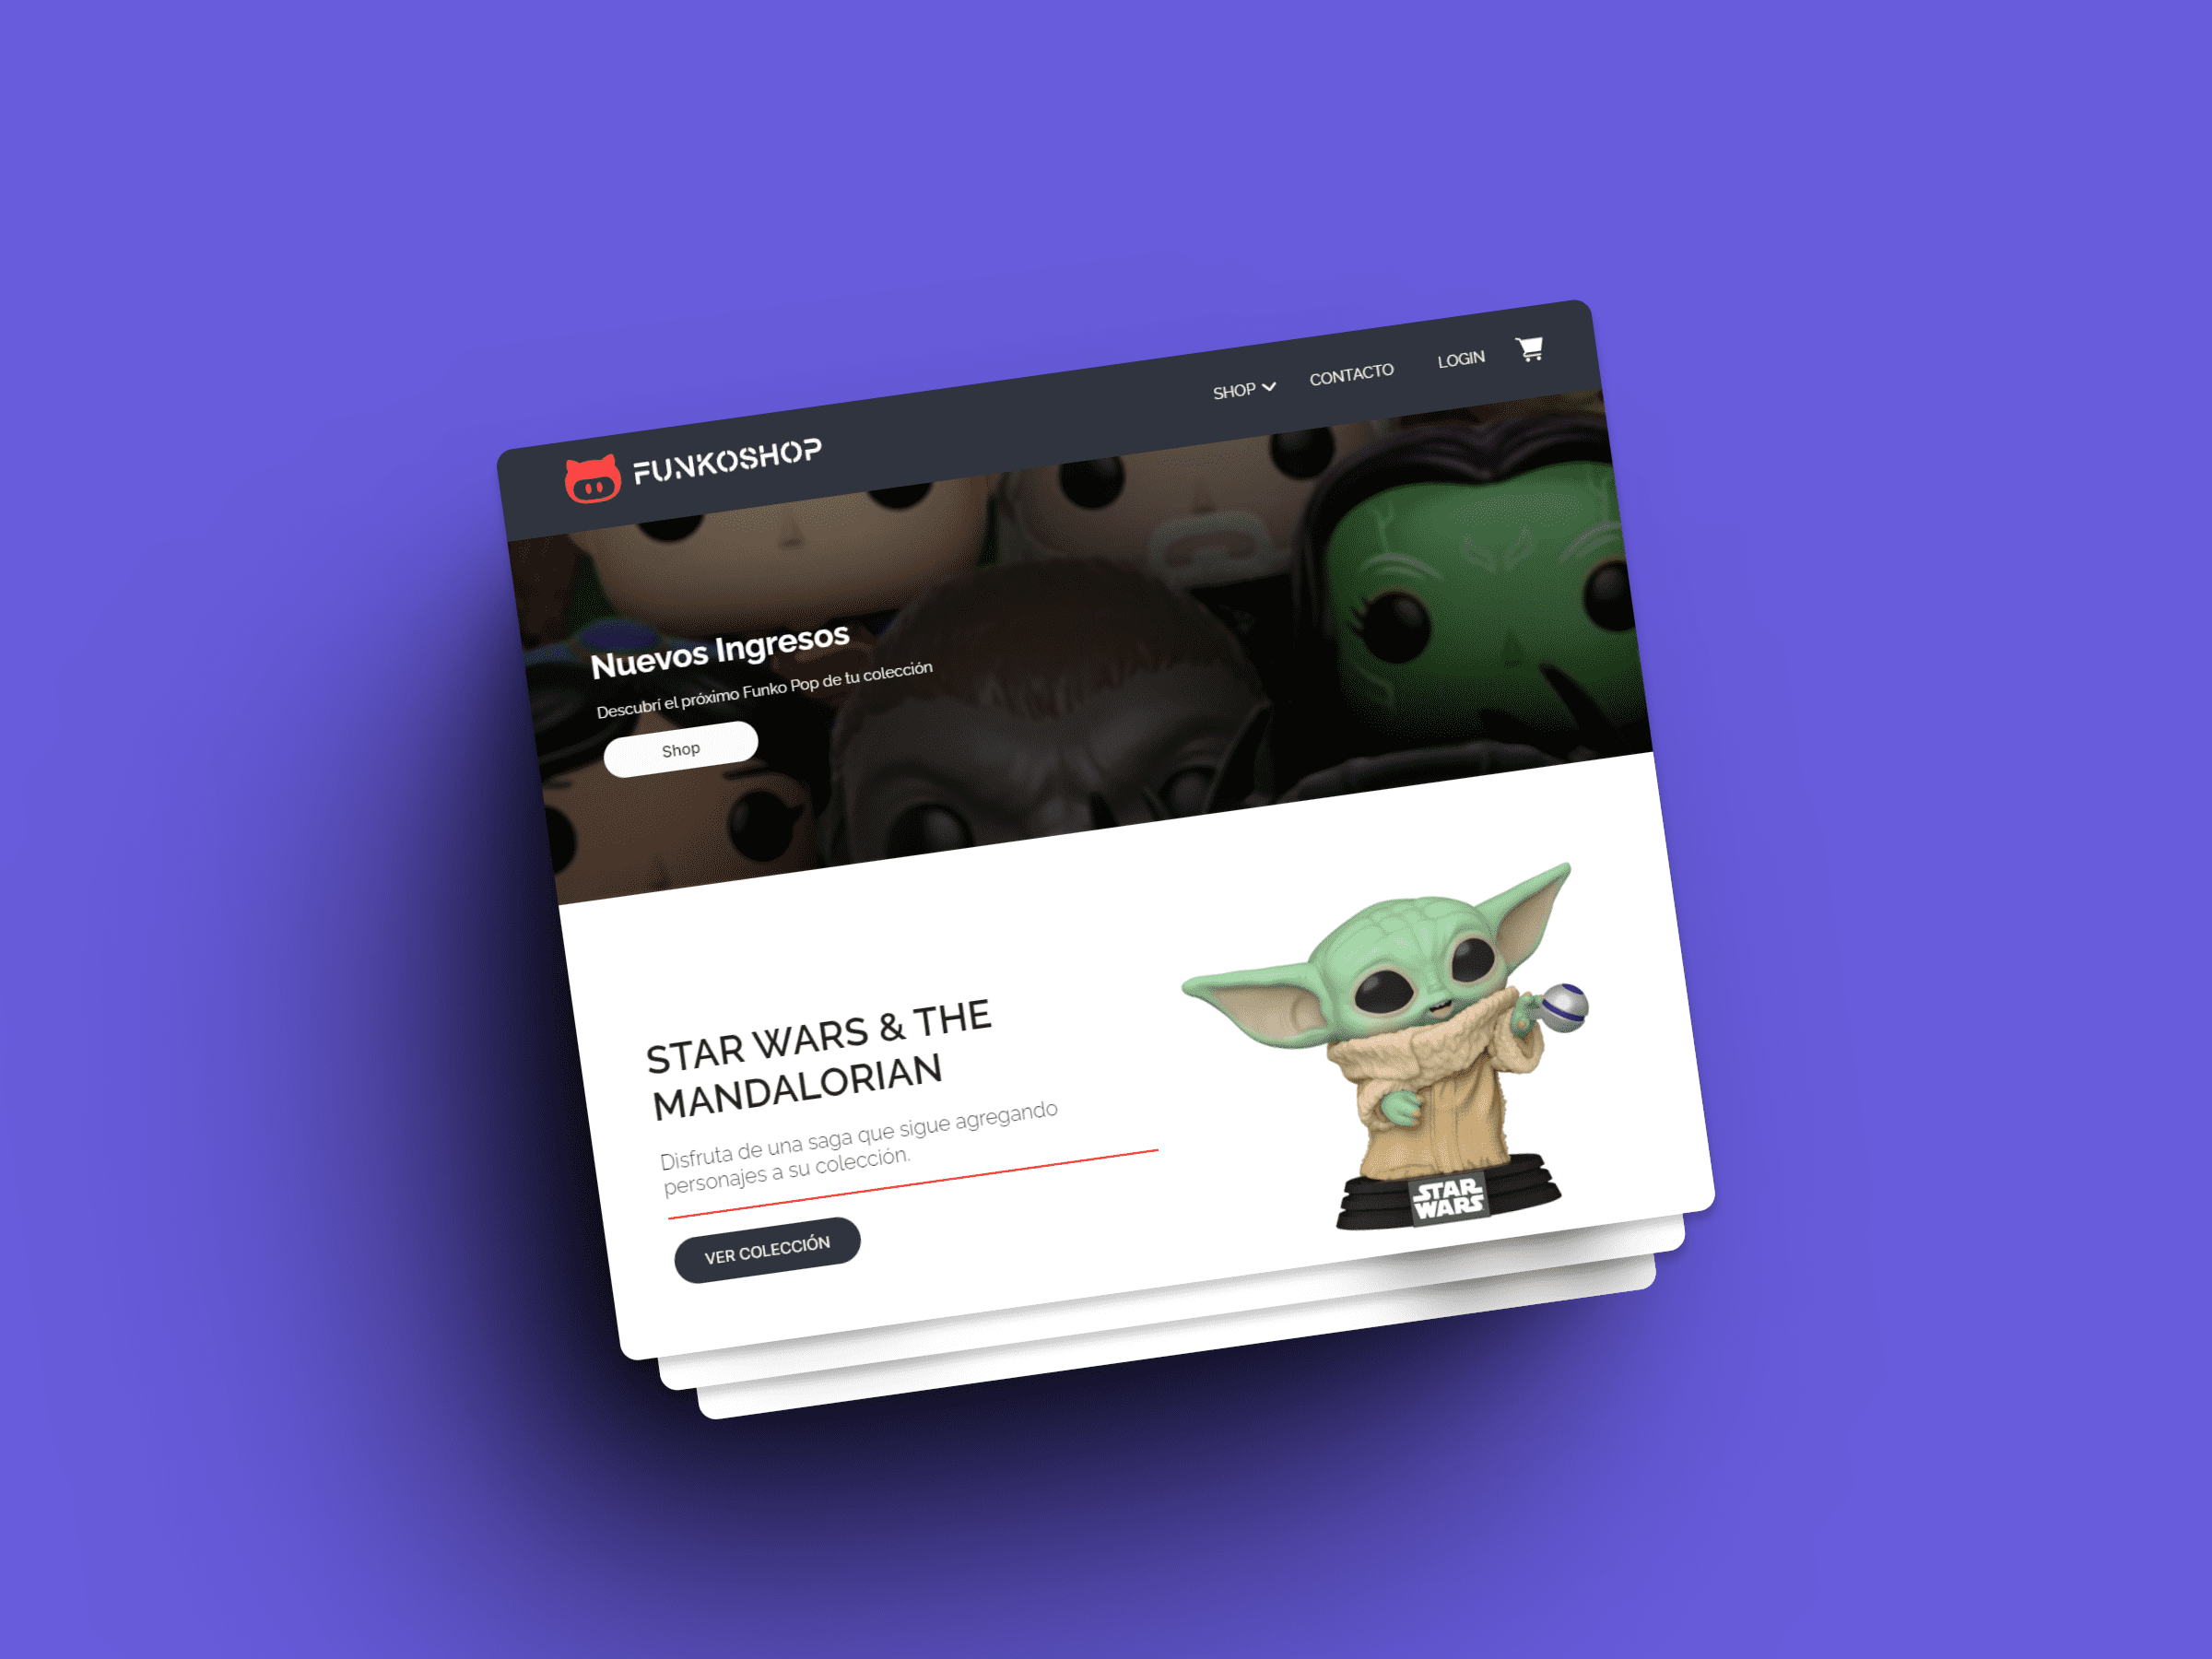 FUNKOSHOP
SHOP
CONTACTO
LOGIN
Nuevos Ingresos
Descubrí el próximo Funko Pop de tu colección
Shop
STAR WARS & THE
MANDALORIAN
Disfruta de una saga que sigue agregando
personajes a su colección.
VER COLECCIÓN
STAR
WARS